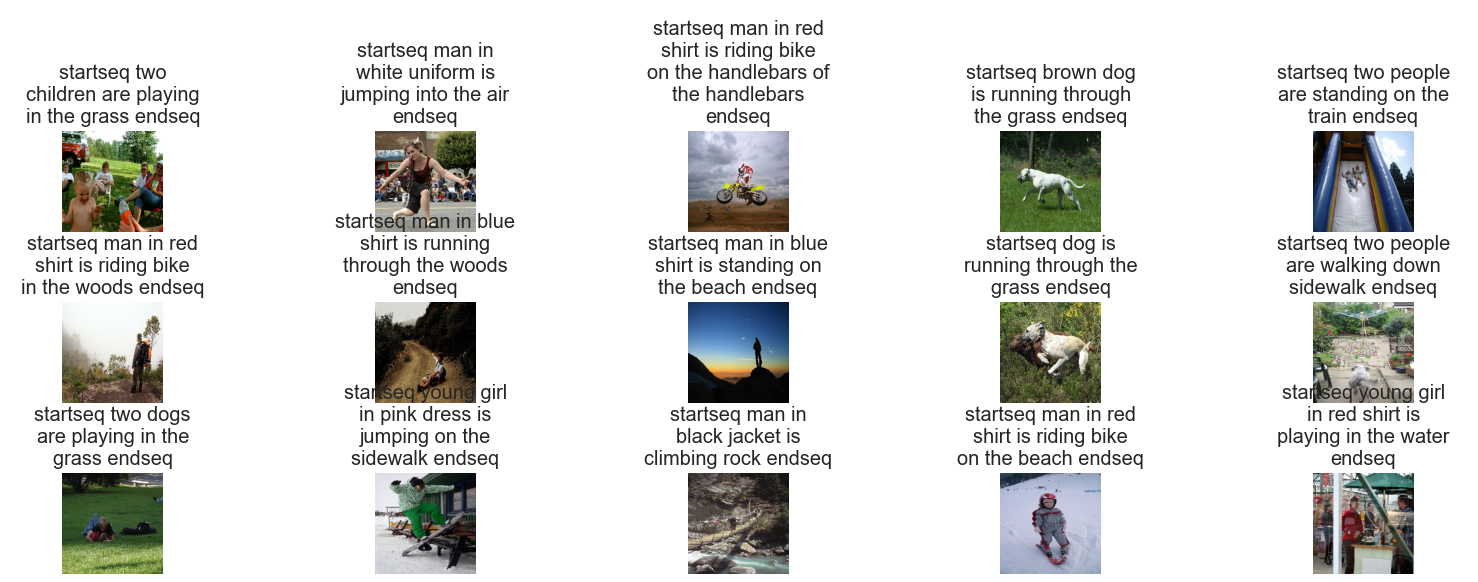 startseq two
children are playing
in the grass endseq
startseq man in
white uniform is
jumping into the air
endseq
startseq man in red
shirt is riding bike
on the handlebars of
the handlebars
endseq
startseq brown dog
is running through
the grass endseq
startseq two people
are standing on the
train endseq
startseq man in red
shirt is riding bike
in the woods endseq
startseq man in blue
shirt is running
through the woods
endseq
startseq man in blue
shirt is standing on
the beach endseq
startseq dog is
running through the
grass endseq
startseq two people
are walking down
sidewalk endseq
startseq two dogs
are playing in the
grass endseq
startseq young girl
in pink dress is
jumping on the
sidewalk endseq
startseq man in
black jacket is
climbing rock endseq
startseq man in red
shirt is riding bike
on the beach endseq
startseq young girl
in red shirt is
playing in the water
endseq